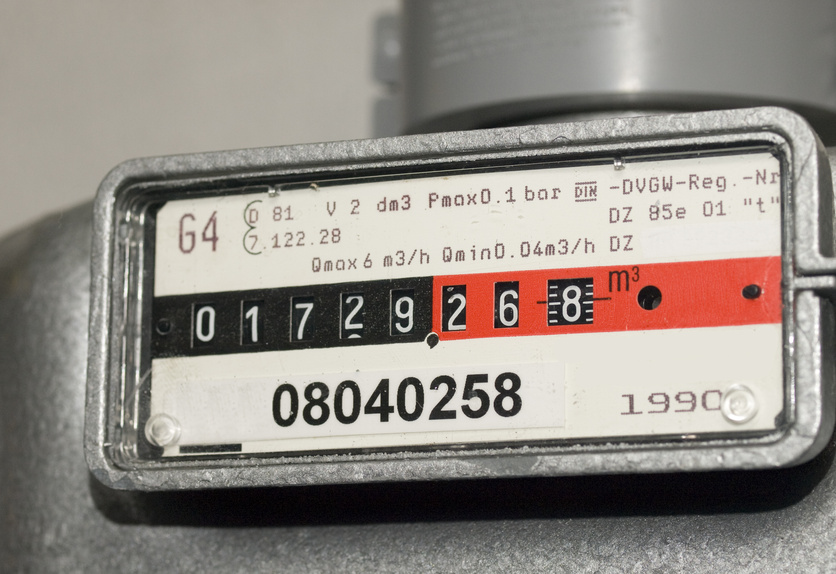 G4 D 81 V 2 dm3 Pmax0.1 bar DIN -DVGW-Reg.-Nr
7.122.28 DZ 85e 01 "t"
Qmax 6 m3/h Qmin0.04m3/h DZ
0 1 7 2 9 2 6 8 m³
08040258
1990